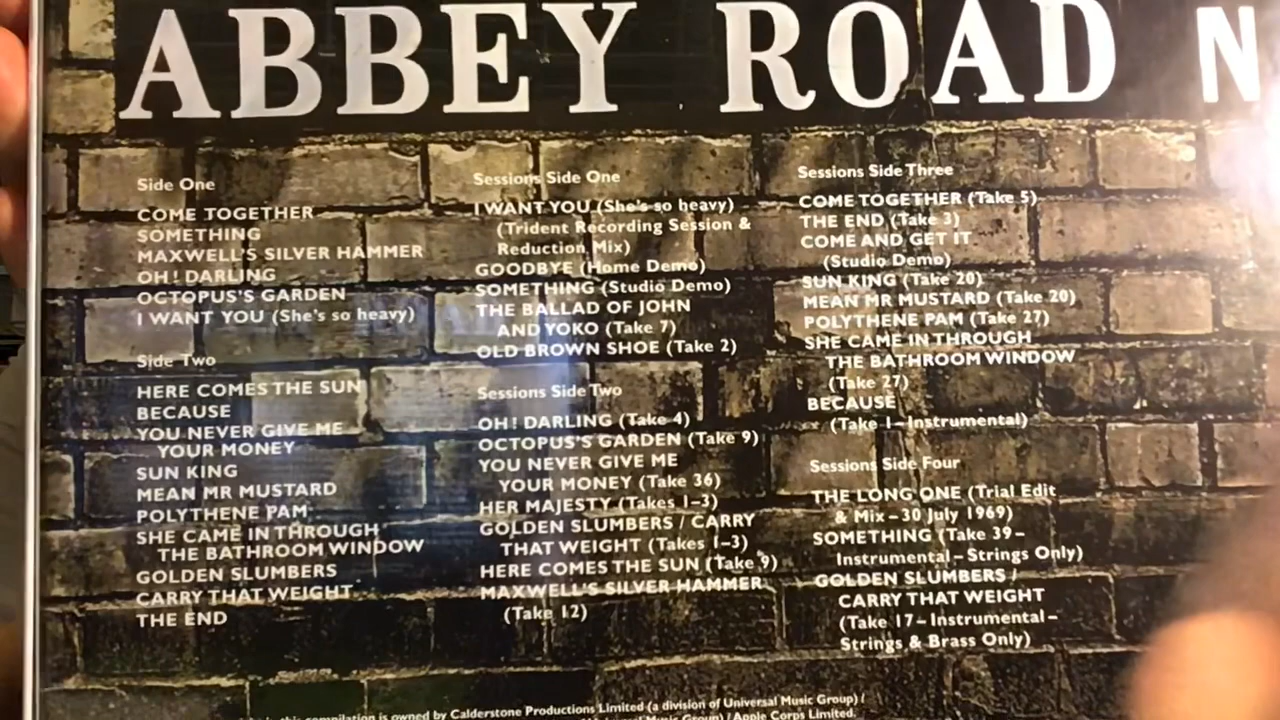 ABBEY ROAD N
Side One
COME TOGETHER
SOMETHING
MAXWELL'S SILVER HAMMER
OH! DARLING
OCTOPUS'S GARDEN
I WANT YOU (She's so heavy)
Side Two
HERE COMES THE SUN
BECAUSE
YOU NEVER GIVE ME
YOUR MONEY
SUN KING
MEAN MR MUSTARD
POLYTHENE PAM
SHE CAME IN THROUGH
THE BATHROOM WINDOW
GOLDEN SLUMBERS
CARRY THAT WEIGHT
THE END
Sessions Side One
I WANT YOU (She's so heavy)
(Trident Recording Session &
Reduction Mix)
GOODBYE (Home Demo)
SOMETHING (Studio Demo)
THE BALLAD OF JOHN
AND YOKO (Take 7)
OLD BROWN SHOE (Take 2)
Sessions Side Two
OH! DARLING (Take 4)
OCTOPUS'S GARDEN (Take 9)
YOU NEVER GIVE ME
YOUR MONEY (Take 36)
HER MAJESTY (Takes 1–3)
GOLDEN SLUMBERS / CARRY
THAT WEIGHT (Takes 1–3)
HERE COMES THE SUN (Take 9)
MAXWELL'S SILVER HAMMER
(Take 12)
Sessions Side Three
COME TOGETHER (Take 5)
THE END (Take 3)
COME AND GET IT
(Studio Demo)
SUN KING (Take 20)
MEAN MR MUSTARD (Take 20)
POLYTHENE PAM (Take 27)
SHE CAME IN THROUGH
THE BATHROOM WINDOW
(Take 27)
BECAUSE
(Take 1–Instrumental)
Sessions Side Four
THE LONG ONE (Trial Edit
& Mix – 30 July 1969)
SOMETHING (Take 39 –
Instrumental – Strings Only)
GOLDEN SLUMBERS /
CARRY THAT WEIGHT
(Take 17 – Instrumental –
Strings & Brass Only)
this compilation is owned by Calderstone Productions Limited (a division of Universal Music Group) /
Music Group) / Apple Corps Limited.